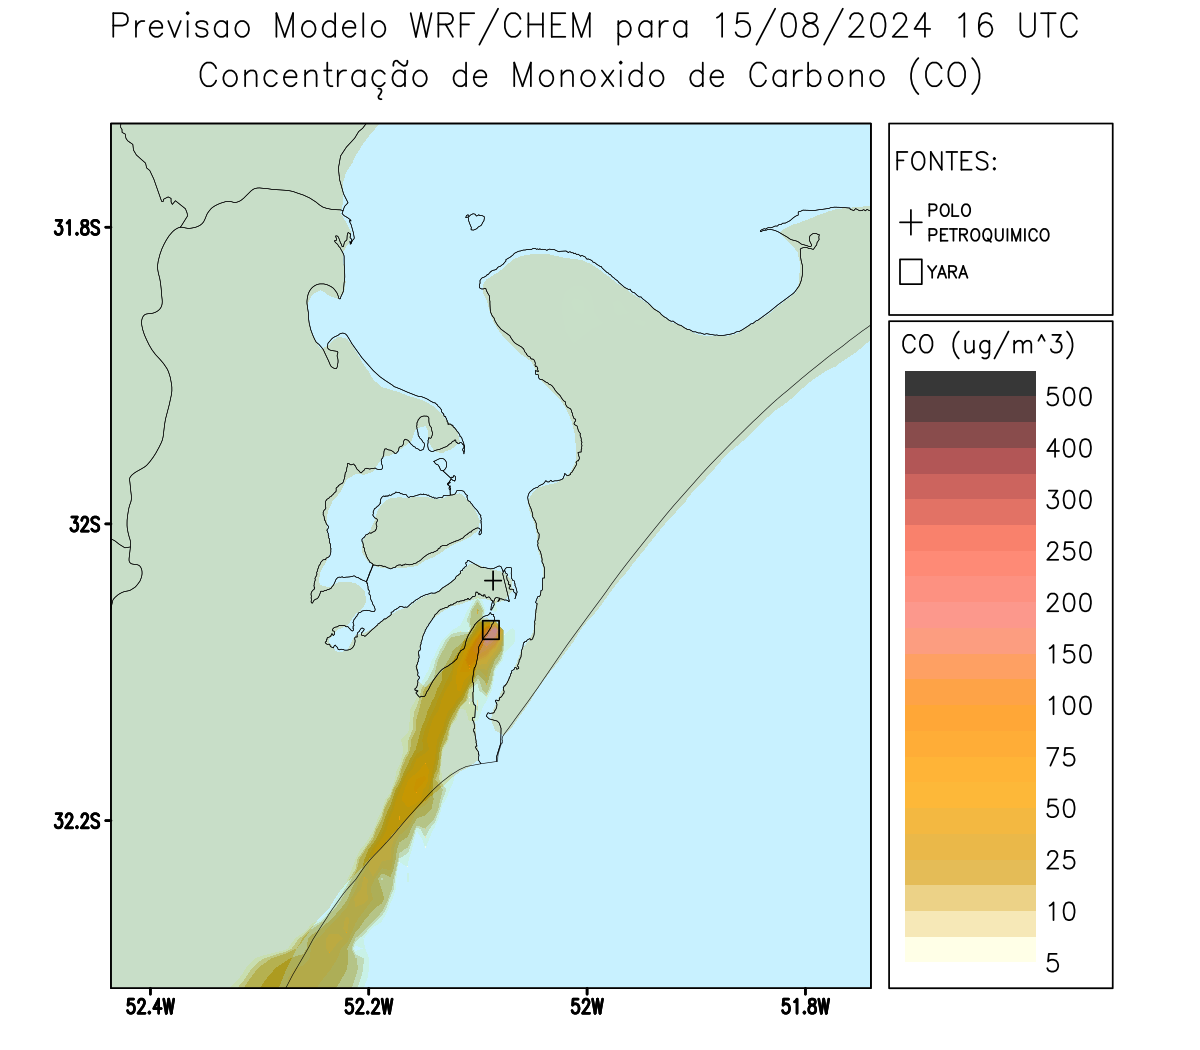 Previsao Modelo WRF/CHEM para 15/08/2024 16 UTC
Concentração de Monoxido de Carbono (CO)
FONTES:
POLO
PETROQUIMICO
YARA
CO (ug/m^3)
500
400
300
250
200
150
100
75
50
25
10
5
31.8S
32S
32.2S
52.4W
52.2W
52W
51.8W